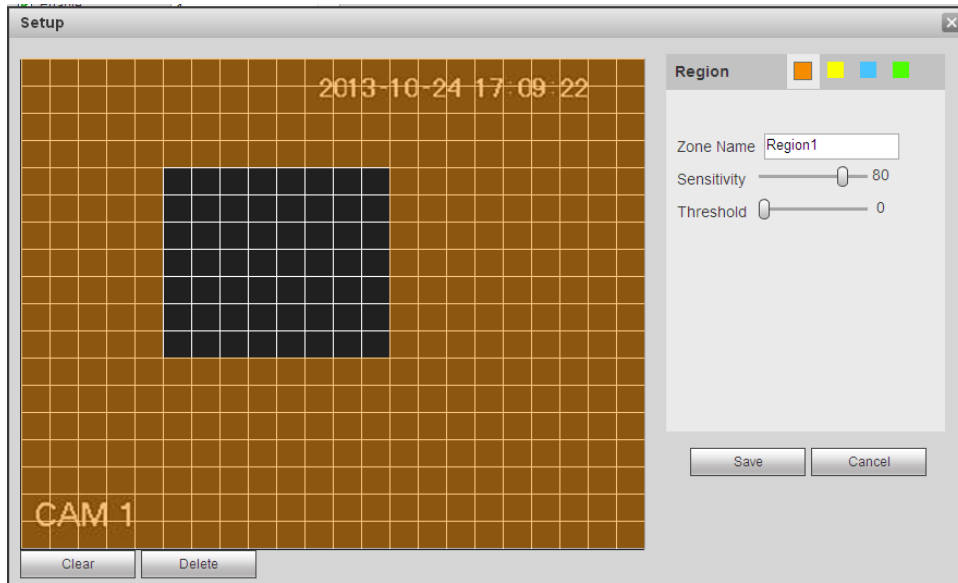 Setup
2013-10-24 17:09:22
CAM 1
Clear
Delete
Region
Zone Name Region1
Sensitivity 80
Threshold 0
Save
Cancel